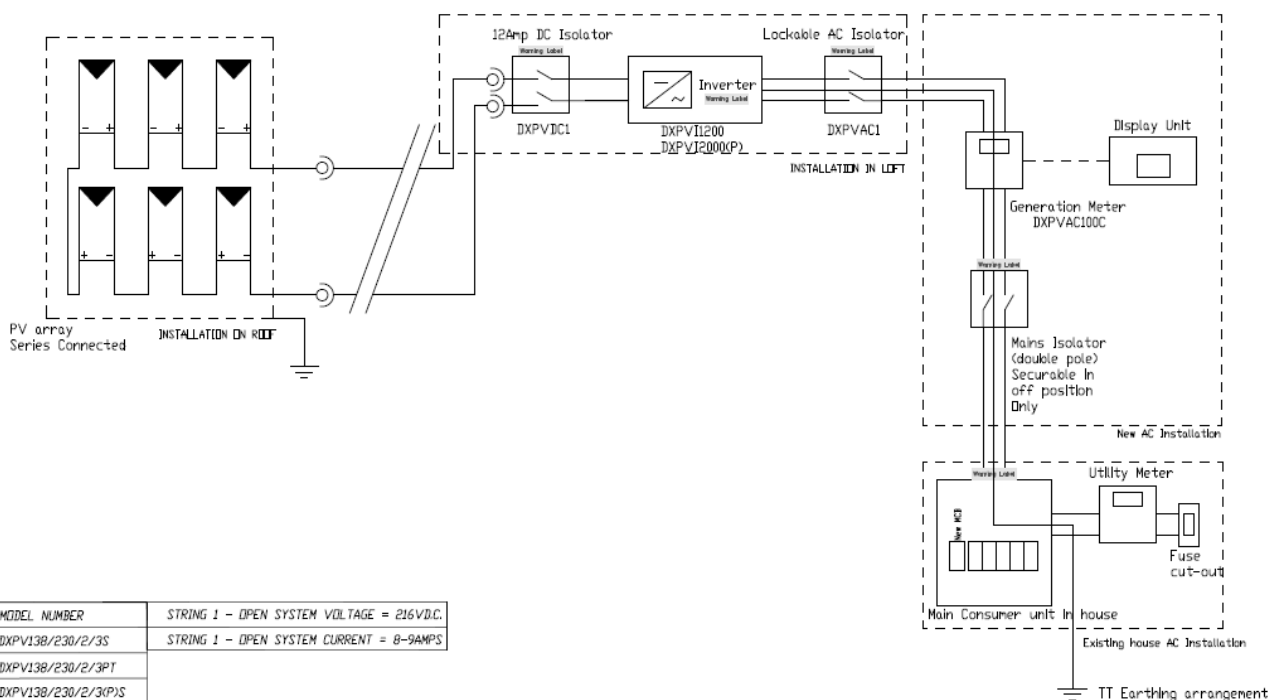 12Amp DC Isolator
Lockable AC Isolator
Warning Label
Warning Label
Inverter
Warning Label
DXPVDC1
DXPVI1200
DXPVI2000(P)
DXPVAC1
INSTALLATION IN LOFT
Display Unit
Generation Meter
DXPVAC100C
Warning Label
Mains Isolator
(double pole)
Securable In
off position
Only
New AC Installation
- +
- +
- +
+ -
+ -
+ -
PV array
Series Connected
INSTALLATION ON ROOF
Warning Label
Utility Meter
New MCB
Fuse
cut-out
Main Consumer unit In house
Existing house AC Installation
TT Earthing arrangement
MODEL NUMBER
STRING 1 - OPEN SYSTEM VOLTAGE = 216VD.C.
DXPV138/230/2/3S
STRING 1 - OPEN SYSTEM CURRENT = 8-9AMPS
DXPV138/230/2/3PT
DXPV138/230/2/3(P)S